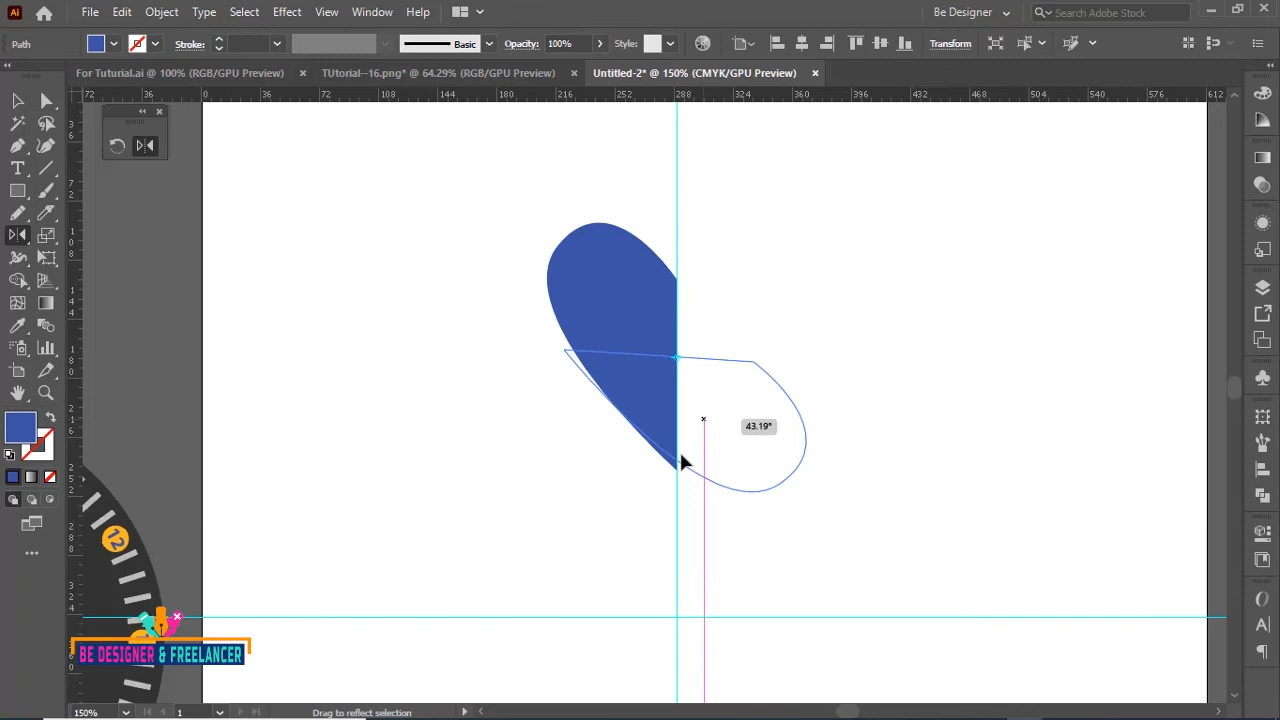 Ai File Edit Object Type Select Effect View Window Help Be Designer Search Adobe Stock
Path Stroke: Basic Opacity: 100% Style: Transform
For Tuturial.ai @ 100% (RGB/GPU Preview) TUtorial--16.png* @ 64.29% (RGB/GPU Preview) Untitled-2* @ 150% (CMYK/GPU Preview)
72 36 0 36 72 108 144 180 216 252 288 324 360 396 432 468 504 540 576 612
43.19°
12
BE DESIGNER & FREELANCER
150% 1 Drag to reflect selection